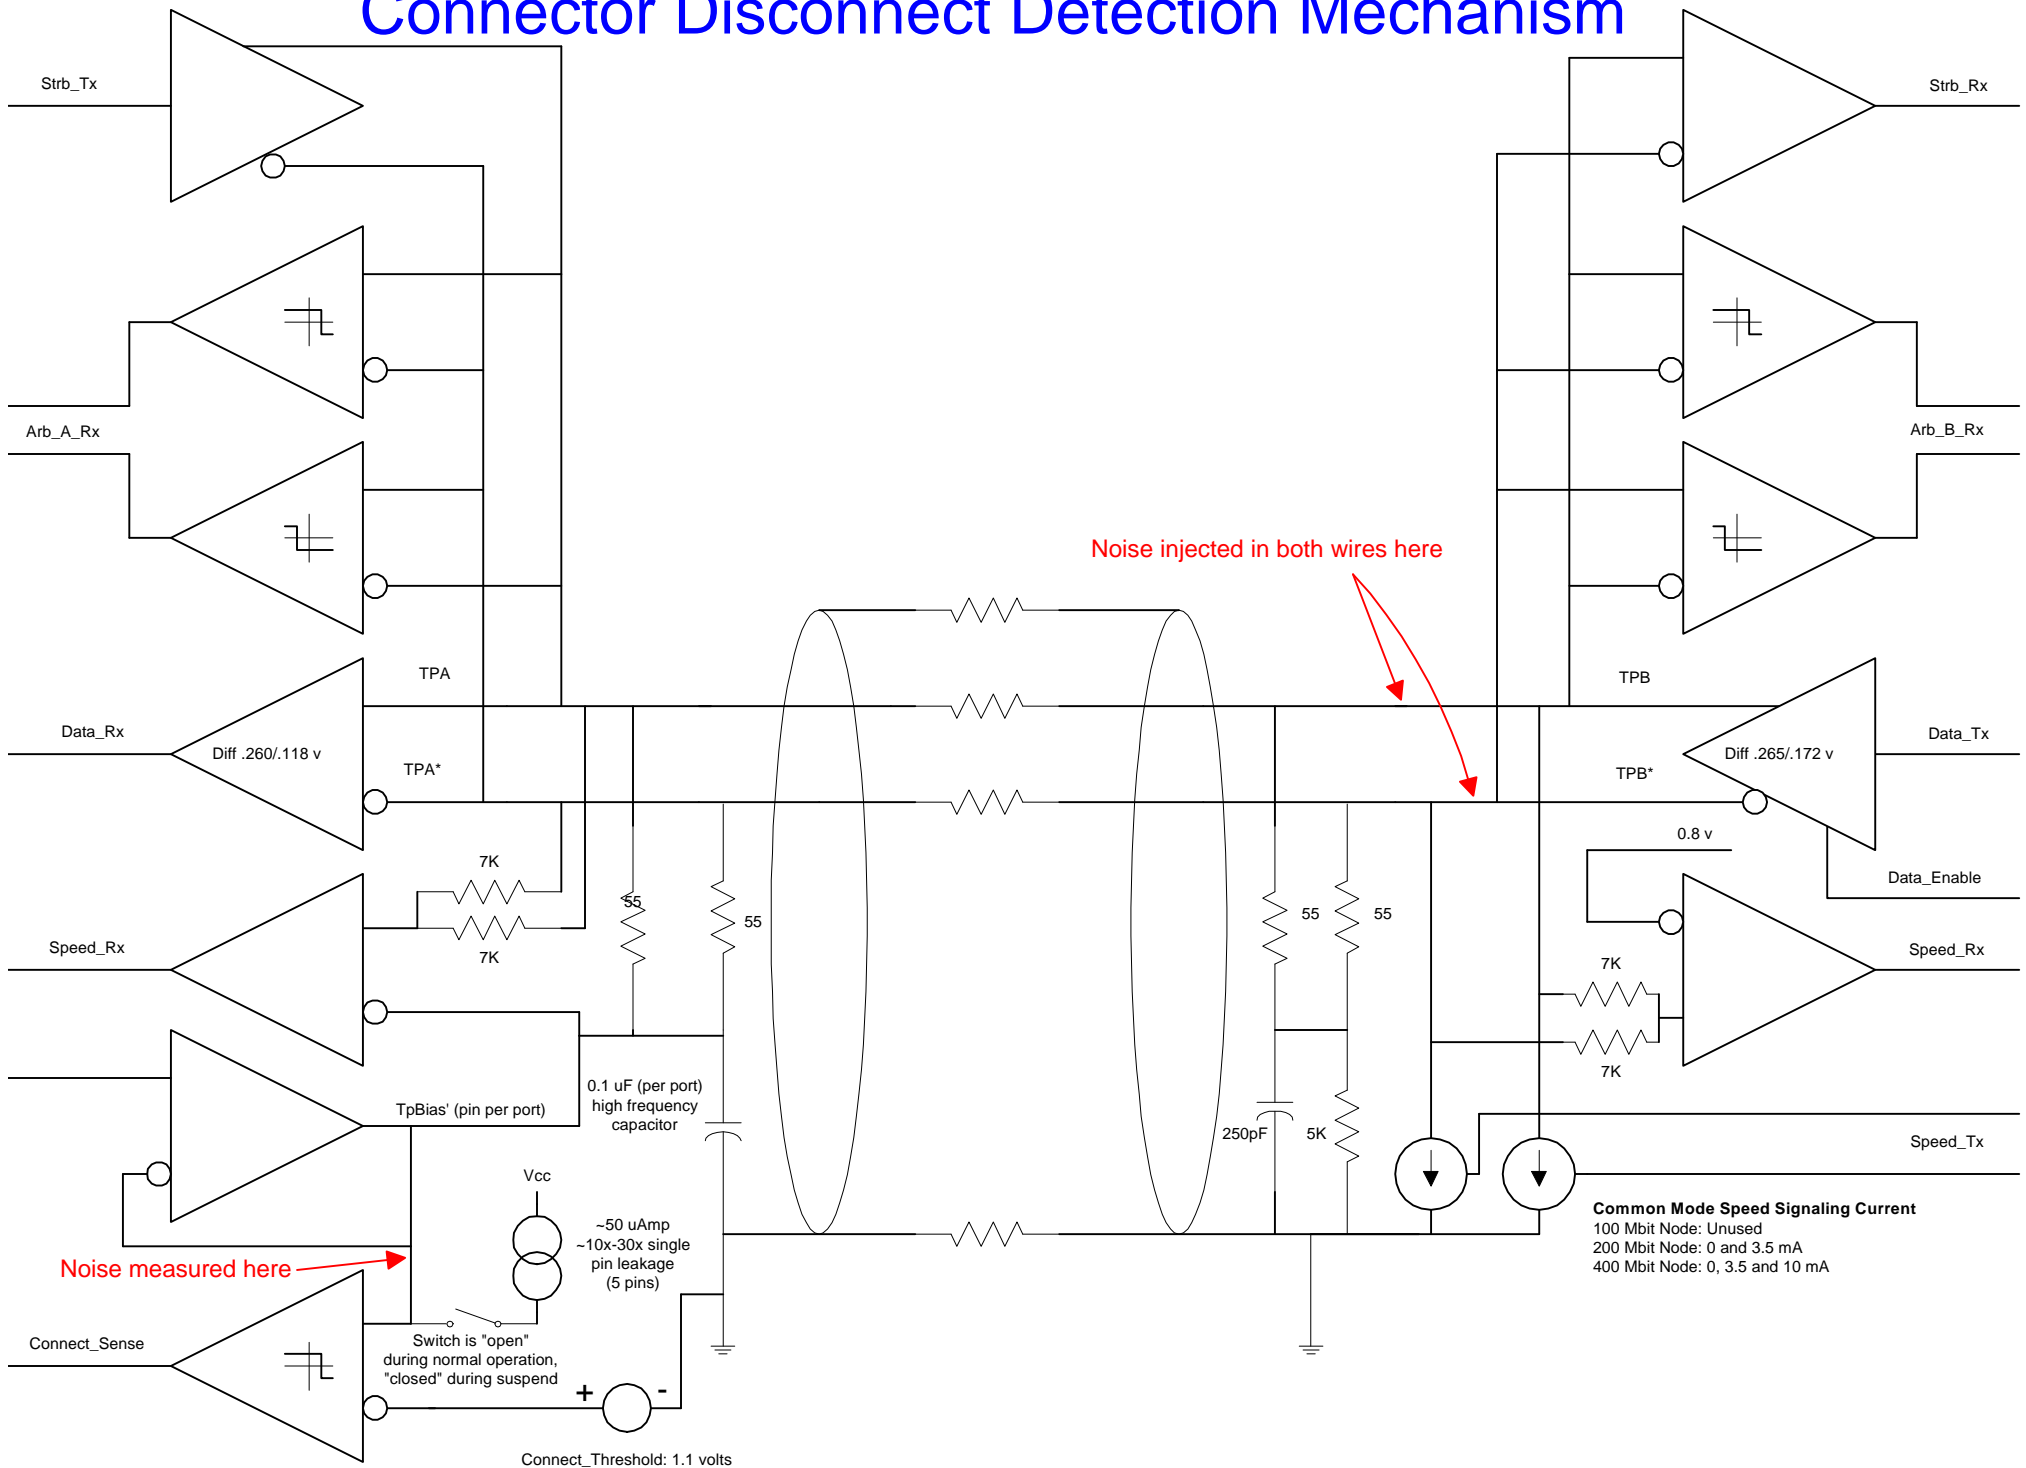 Connector Disconnect Detection Mechanism
Strb_Tx
Strb_Rx
Arb_A_Rx
Arb_B_Rx
Noise injected in both wires here
TPA
TPB
Data_Rx
Diff .260/.118 v
TPA*
TPB*
Diff .265/.172 v
Data_Tx
0.8 v
7K
7K
55
55
55
55
Data_Enable
Speed_Rx
Speed_Rx
7K
7K
TpBias' (pin per port)
0.1 uF (per port)
high frequency
capacitor
250pF
5K
Speed_Tx
Vcc
~50 uAmp
~10x-30x single
pin leakage
(5 pins)
Common Mode Speed Signaling Current
100 Mbit Node: Unused
200 Mbit Node: 0 and 3.5 mA
400 Mbit Node: 0, 3.5 and 10 mA
Noise measured here
Connect_Sense
Switch is "open"
during normal operation,
"closed" during suspend
+
-
Connect_Threshold: 1.1 volts